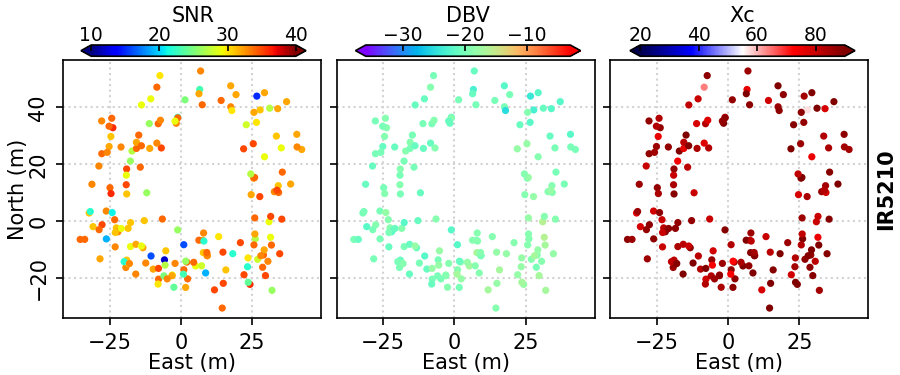 SNR DBV Xc
10 20 30 40 −30 −20 −10 20 40 60 80
North (m)
40
20
0
−20
IR5210
−25 0 25 −25 0 25 −25 0 25
East (m) East (m) East (m)